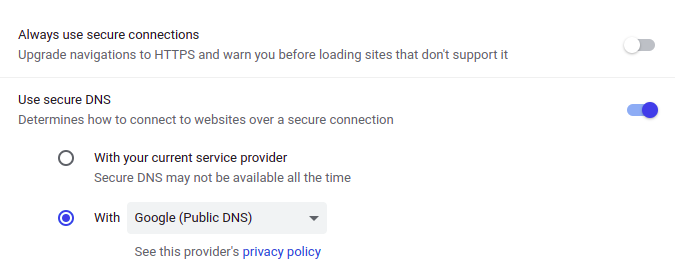 Always use secure connections
Upgrade navigations to HTTPS and warn you before loading sites that don't support it
Use secure DNS
Determines how to connect to websites over a secure connection
With your current service provider
Secure DNS may not be available all the time
With Google (Public DNS)
See this provider's privacy policy